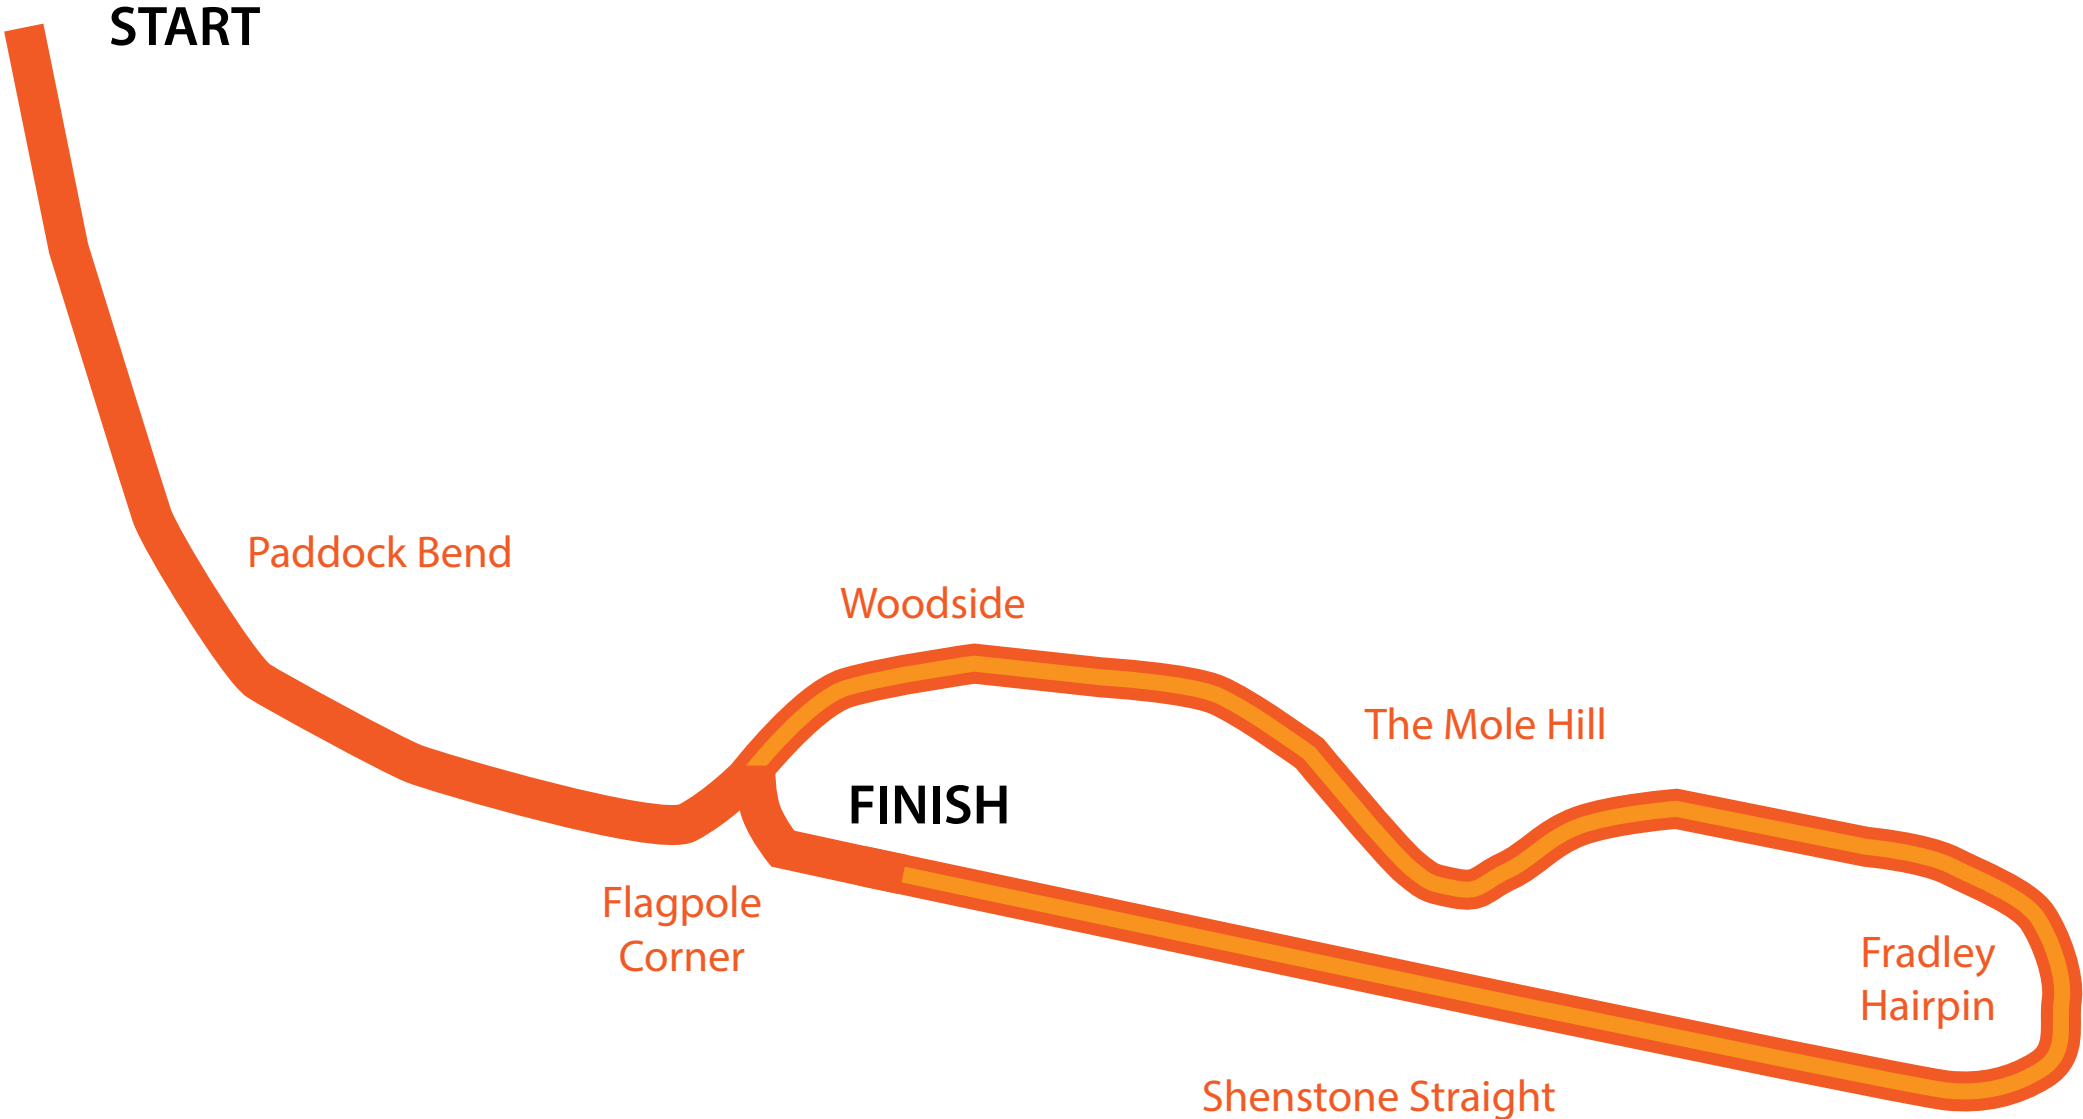 START
Paddock Bend
Woodside
The Mole Hill
FINISH
Flagpole
Corner
Fradley
Hairpin
Shenstone Straight